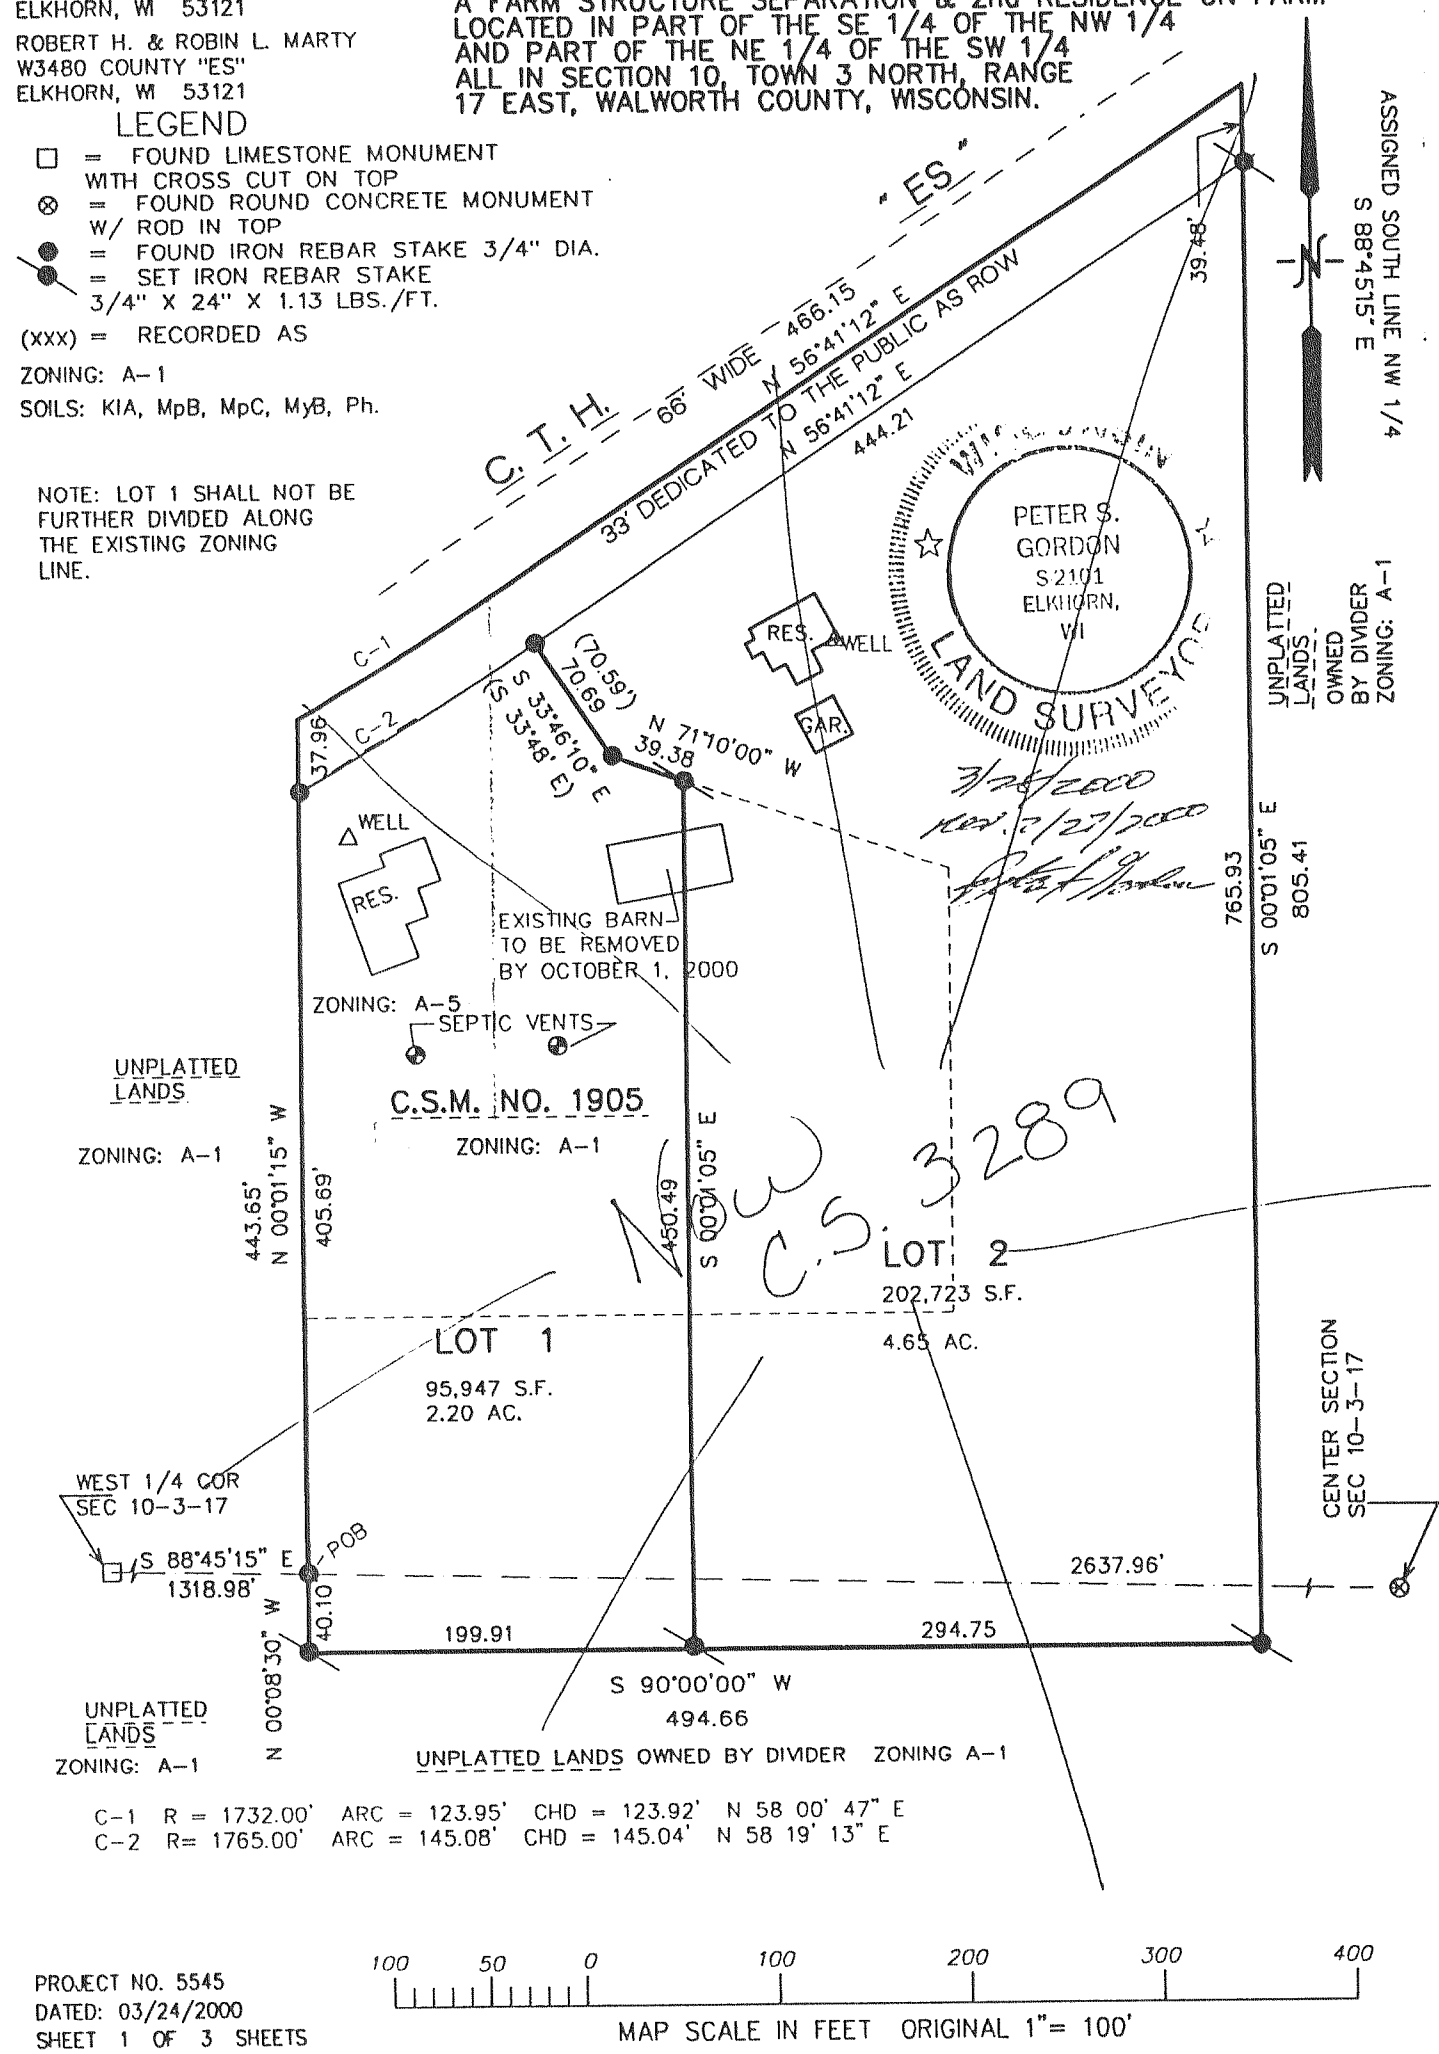 ELKHORN, WI 53121
ROBERT H. & ROBIN L. MARTY
W3480 COUNTY "ES"
ELKHORN, WI 53121
A FARM STRUCTURE SEPARATION & 2nd RESIDENCE ON FARM
LOCATED IN PART OF THE SE 1/4 OF THE NW 1/4
AND PART OF THE NE 1/4 OF THE SW 1/4
ALL IN SECTION 10, TOWN 3 NORTH, RANGE
17 EAST, WALWORTH COUNTY, WISCONSIN.
LEGEND
= FOUND LIMESTONE MONUMENT
WITH CROSS CUT ON TOP
= FOUND ROUND CONCRETE MONUMENT
W/ ROD IN TOP
= FOUND IRON REBAR STAKE 3/4" DIA.
= SET IRON REBAR STAKE
3/4" X 24" X 1.13 LBS./FT.
(xxx) = RECORDED AS
ZONING: A-1
SOILS: KIA, MpB, MpC, MyB, Ph.
NOTE: LOT 1 SHALL NOT BE
FURTHER DIVIDED ALONG
THE EXISTING ZONING
LINE.
ASSIGNED SOUTH LINE NW 1/4
S 88°45'15" E
N
39.48'
C. T. H. "ES"
66' WIDE
466.15
N 56°41'12" E
33' DEDICATED TO THE PUBLIC AS ROW
N 56°41'12" E
444.21
WISCONSIN
PETER S.
GORDON
S-2101
ELKHORN,
WI
LAND SURVEYOR
3/28/2000
/27/2000
UNPLATTED
LANDS
OWNED
BY DIVIDER
ZONING: A-1
C-1
C-2
37.96
(70.59')
70.69
S 33°46'10" E
(S 33°48' E)
N 71°10'00" W
39.38
RES.
WELL
GAR.
WELL
RES.
EXISTING BARN
TO BE REMOVED
BY OCTOBER 1, 2000
765.93
S 00°01'05" E
805.41
ZONING: A-5
SEPTIC VENTS
C.S.M. NO. 1905
ZONING: A-1
UNPLATTED
LANDS
ZONING: A-1
443.65'
N 00°01'15" W
405.69'
450.49
S 00°01'05" E
Now
C.S. 3289
LOT 2
202,723 S.F.
4.65 AC.
LOT 1
95,947 S.F.
2.20 AC.
CENTER SECTION
SEC 10-3-17
WEST 1/4 COR
SEC 10-3-17
POB
S 88°45'15" E
1318.98'
2637.96'
40.10
N 00°08'30" W
199.91
294.75
S 90°00'00" W
494.66
UNPLATTED
LANDS
ZONING: A-1
UNPLATTED LANDS OWNED BY DIVIDER ZONING A-1
C-1 R = 1732.00' ARC = 123.95' CHD = 123.92' N 58 00' 47" E
C-2 R= 1765.00' ARC = 145.08' CHD = 145.04' N 58 19' 13" E
100 50 0 100 200 300 400
MAP SCALE IN FEET ORIGINAL 1"= 100'
PROJECT NO. 5545
DATED: 03/24/2000
SHEET 1 OF 3 SHEETS